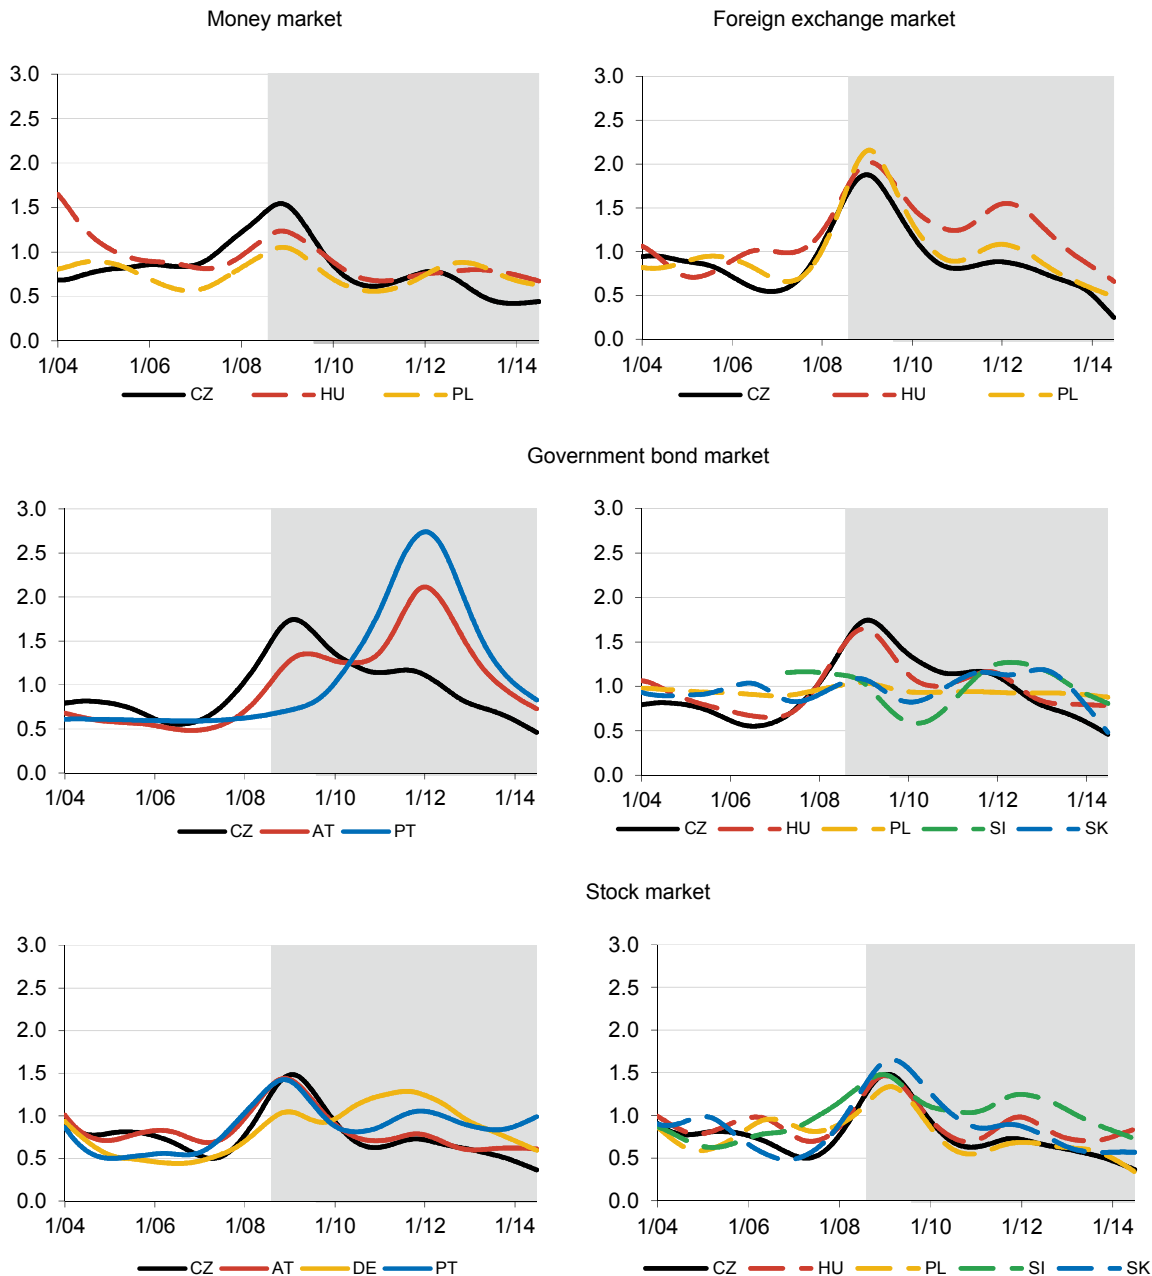 Money market
Foreign exchange market
3.0
2.5
2.0
1.5
1.0
0.5
0.0
1/04 1/06 1/08 1/10 1/12 1/14
CZ HU PL
3.0
2.5
2.0
1.5
1.0
0.5
0.0
1/04 1/06 1/08 1/10 1/12 1/14
CZ HU PL
Government bond market
3.0
2.5
2.0
1.5
1.0
0.5
0.0
1/04 1/06 1/08 1/10 1/12 1/14
CZ AT PT
3.0
2.5
2.0
1.5
1.0
0.5
0.0
1/04 1/06 1/08 1/10 1/12 1/14
CZ HU PL SI SK
Stock market
3.0
2.5
2.0
1.5
1.0
0.5
0.0
1/04 1/06 1/08 1/10 1/12 1/14
CZ AT DE PT
3.0
2.5
2.0
1.5
1.0
0.5
0.0
1/04 1/06 1/08 1/10 1/12 1/14
CZ HU PL SI SK